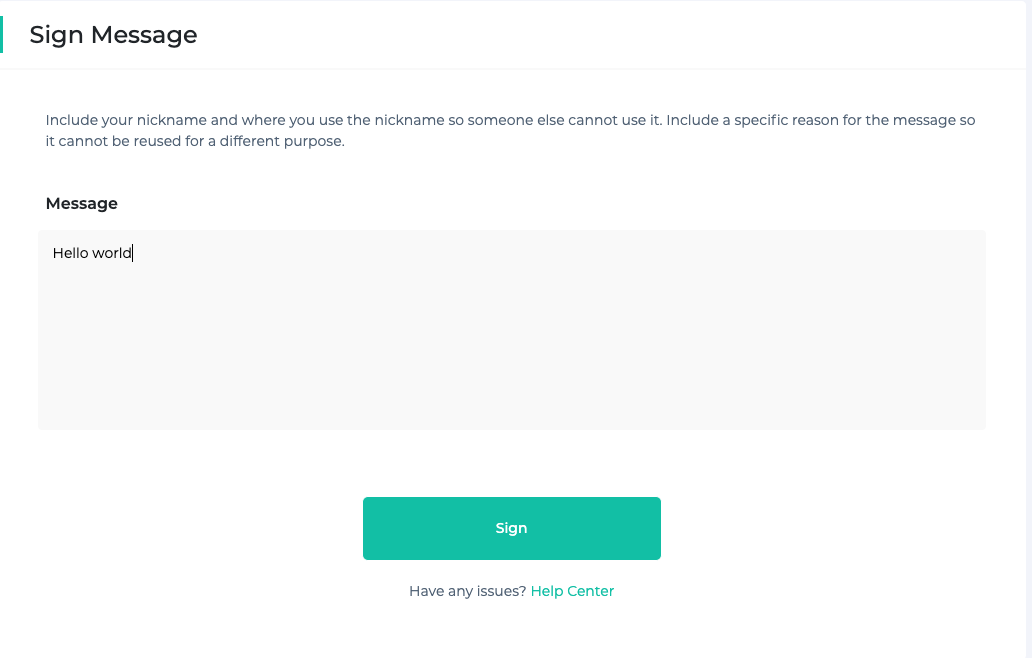 Sign Message
Include your nickname and where you use the nickname so someone else cannot use it. Include a specific reason for the message so
it cannot be reused for a different purpose.
Message
Hello world
Sign
Have any issues? Help Center